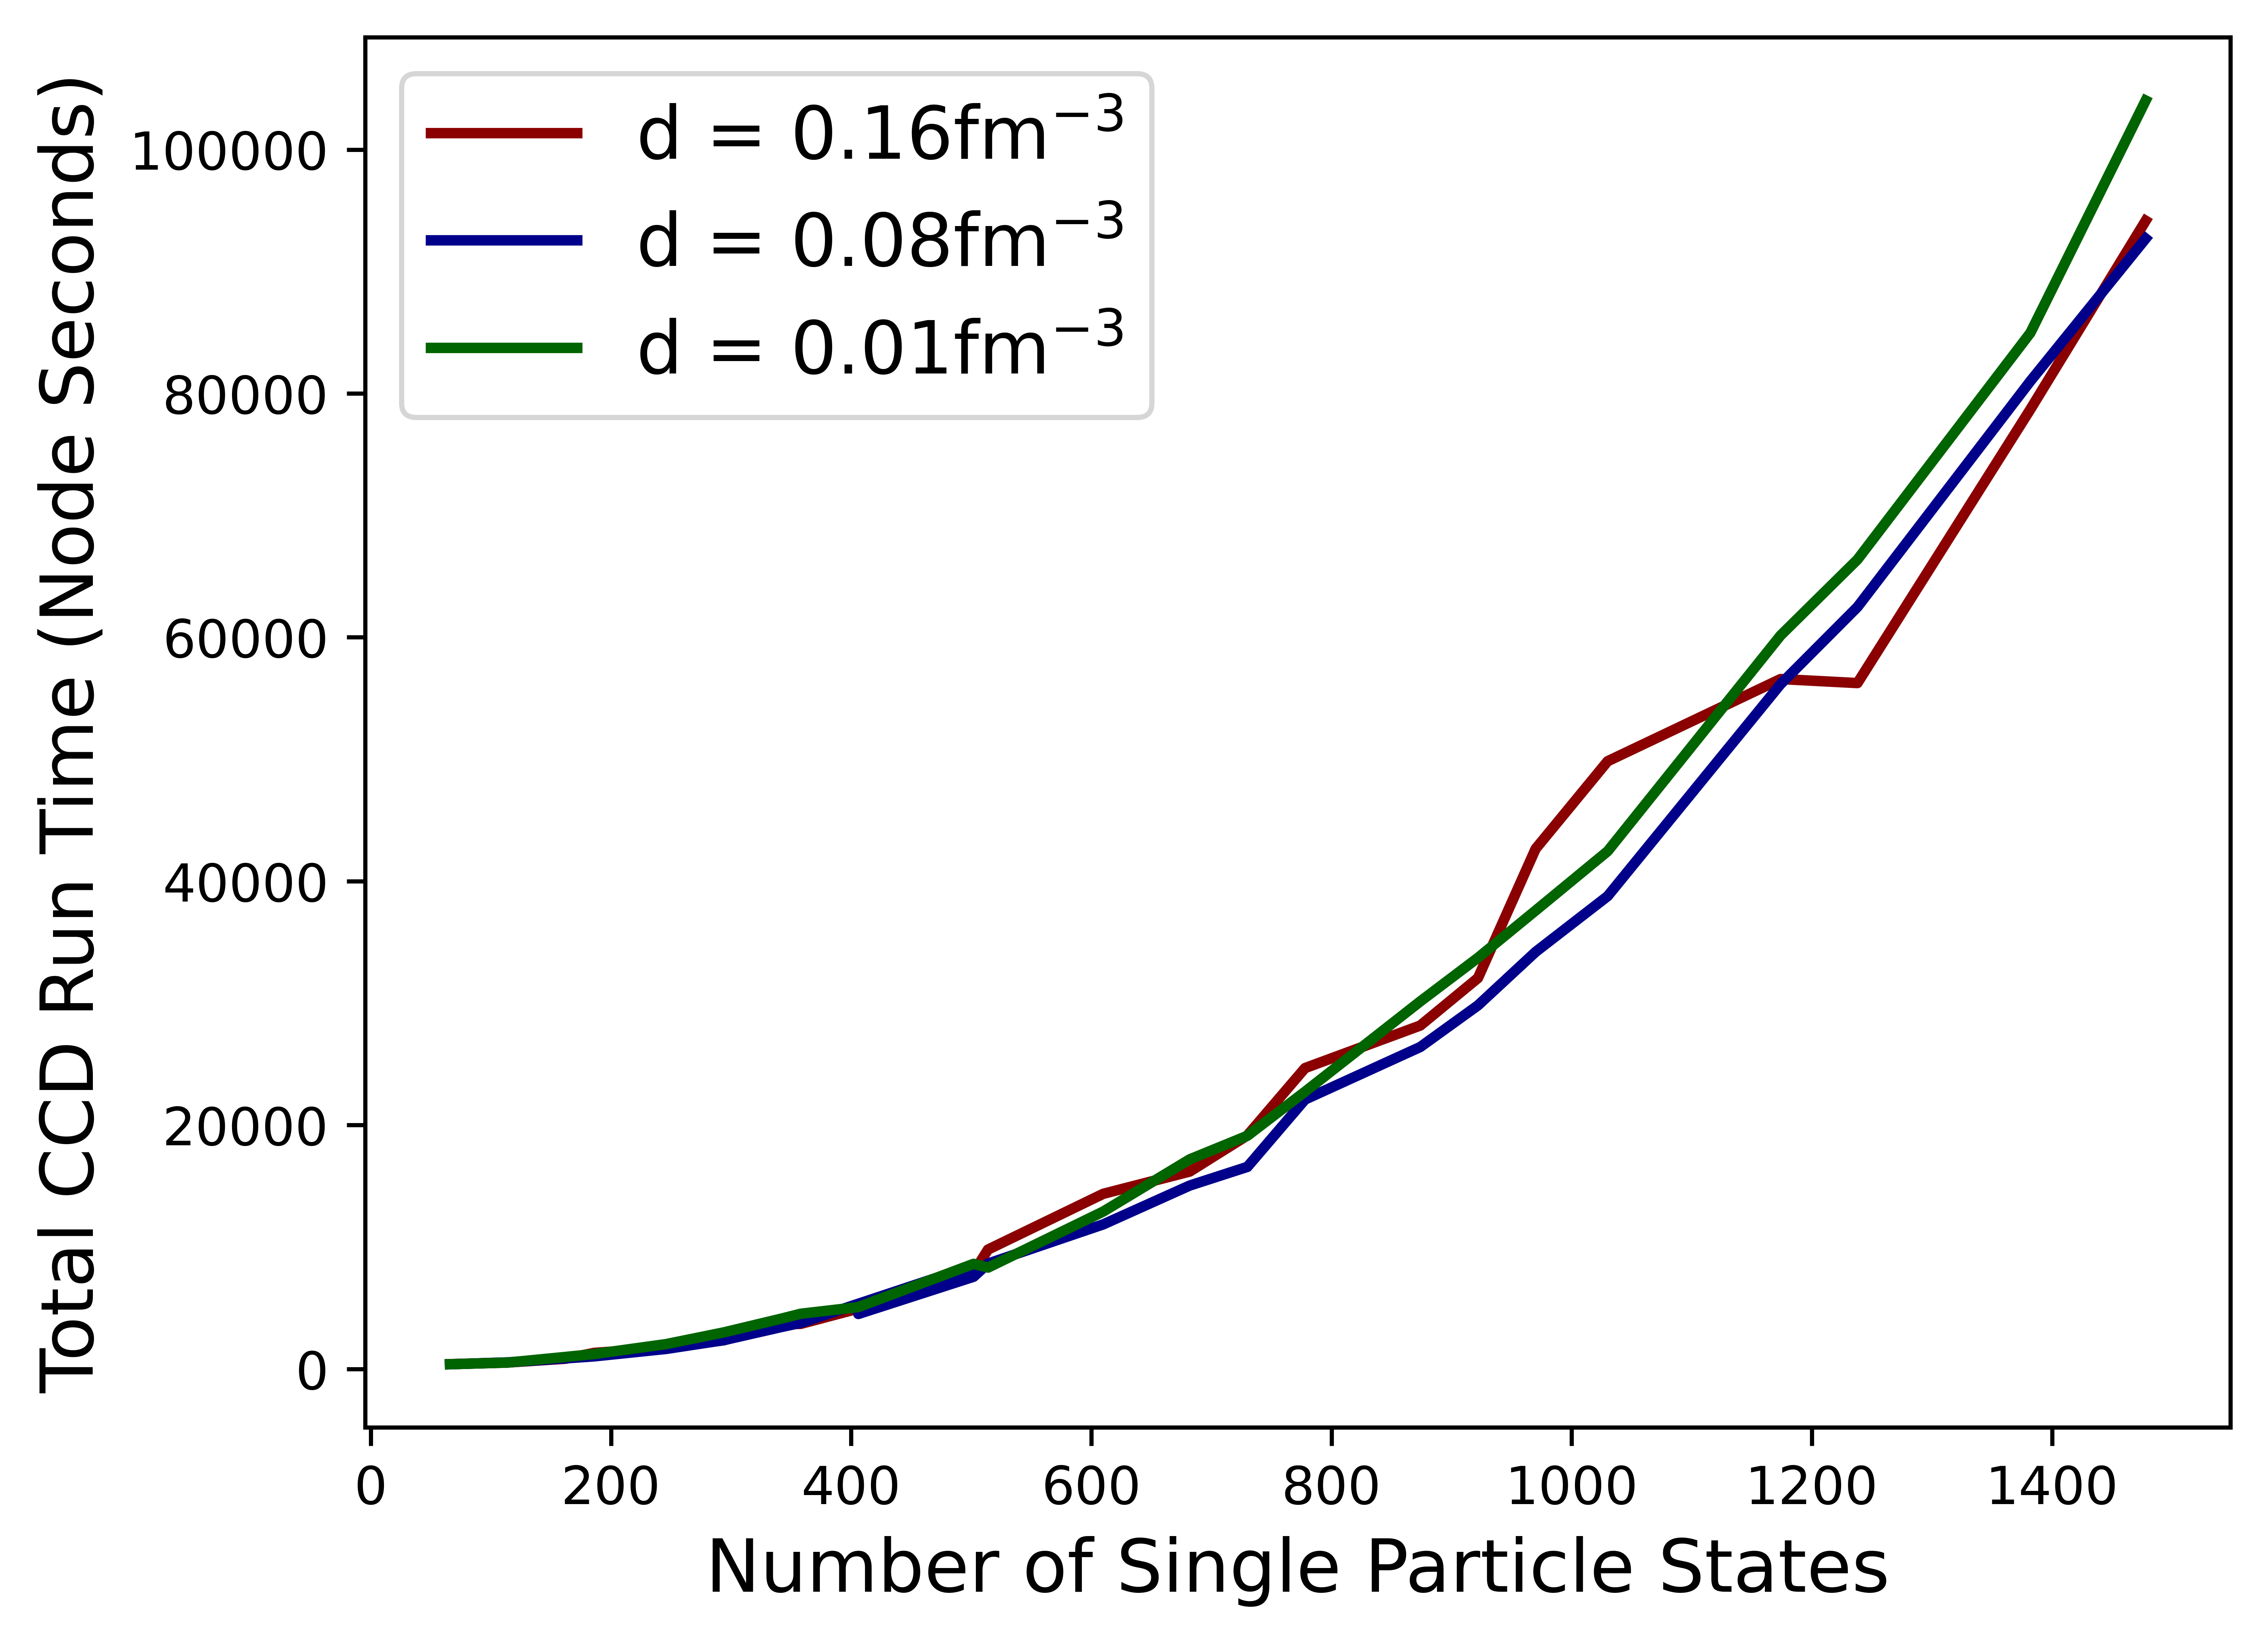 d = 0.16fm⁻³
d = 0.08fm⁻³
d = 0.01fm⁻³
Total CCD Run Time (Node Seconds)
100000
80000
60000
40000
20000
0
0 200 400 600 800 1000 1200 1400
Number of Single Particle States